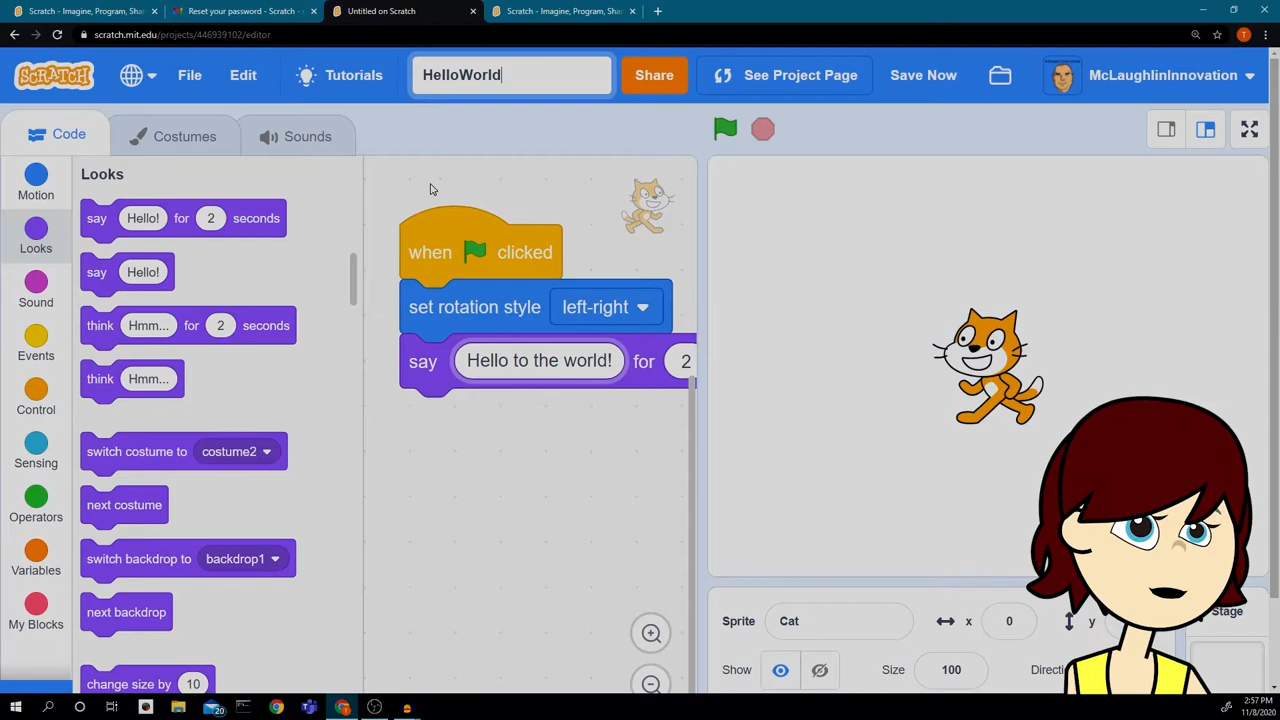 Scratch - Imagine, Program, Shar
Reset your password - Scratch -
Untitled on Scratch
Scratch - Imagine, Program, Shar
scratch.mit.edu/projects/446939102/editor
T
SCRATCH
File
Edit
Tutorials
HelloWorld
Share
See Project Page
Save Now
McLaughlinInnovation
Code
Costumes
Sounds
Motion
Looks
Sound
Events
Control
Sensing
Operators
Variables
My Blocks
Looks
say Hello! for 2 seconds
say Hello!
think Hmm... for 2 seconds
think Hmm...
switch costume to costume2
next costume
switch backdrop to backdrop1
next backdrop
change size by 10
when clicked
set rotation style left-right
say Hello to the world! for 2
Sprite Cat x 0 y
Show Size 100 Direc
Stage
20
2:57 PM
11/8/2020